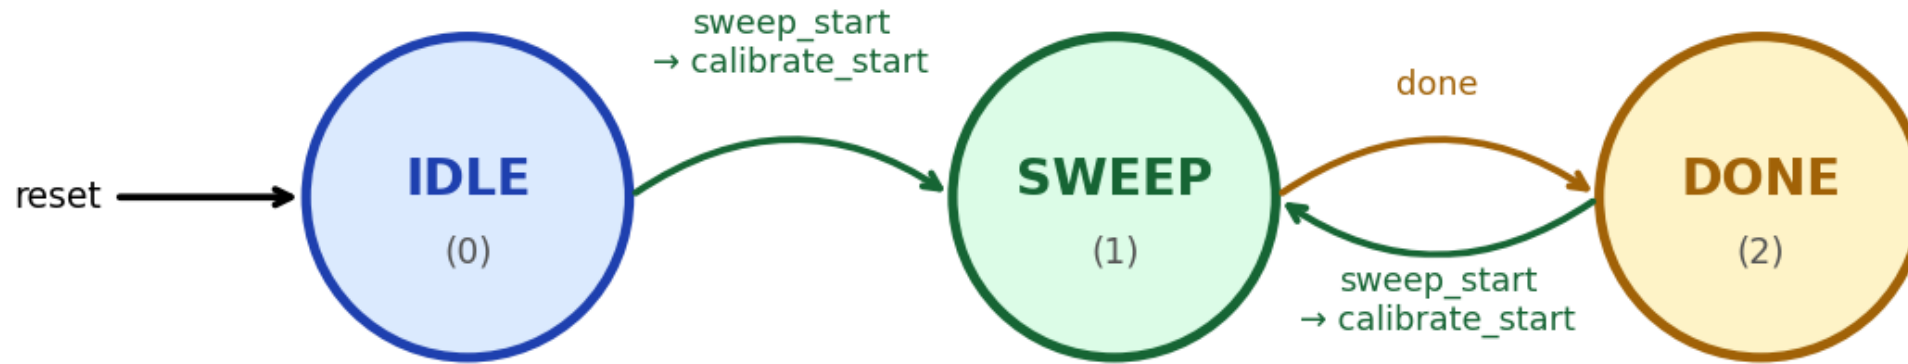 reset
IDLE
(0)
sweep_start
→ calibrate_start
SWEEP
(1)
done
sweep_start
→ calibrate_start
DONE
(2)